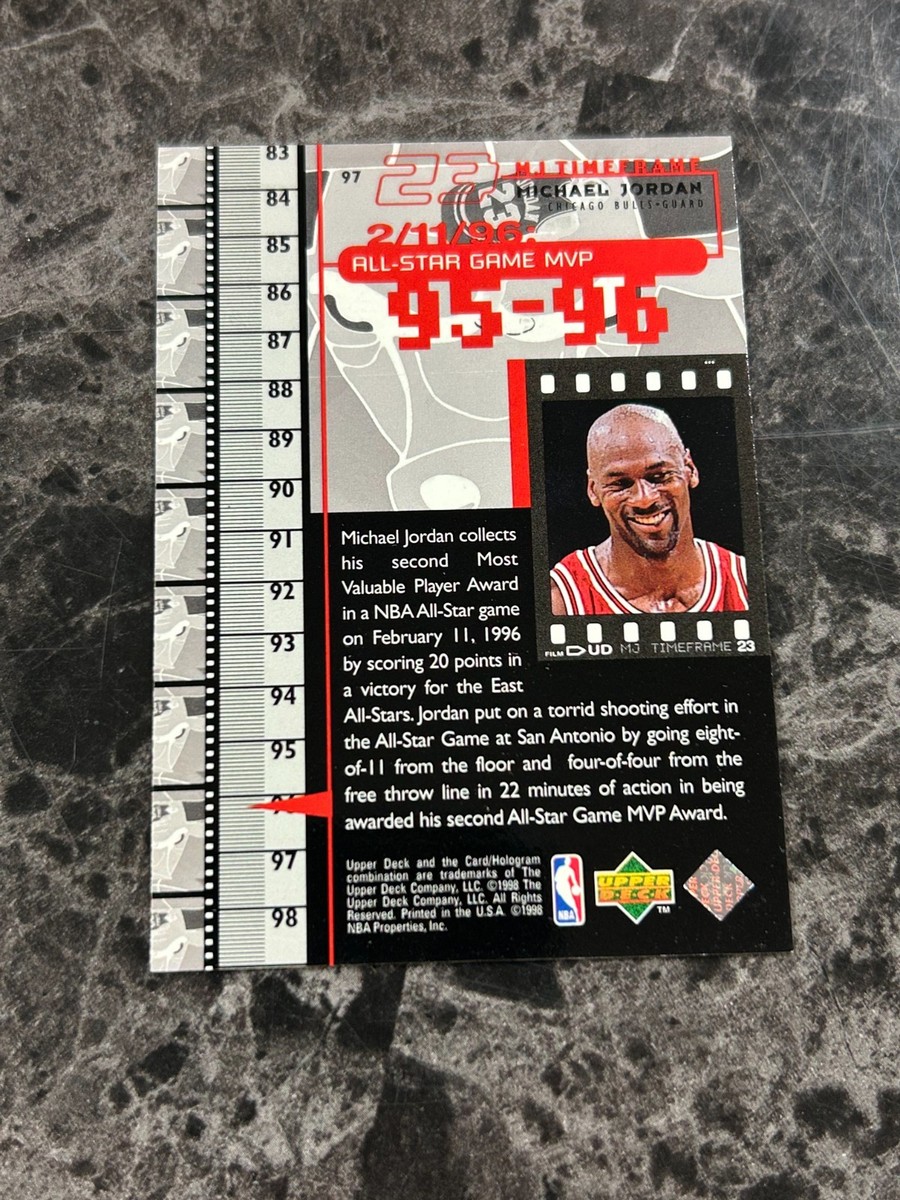 83
84
85
86
87
88
89
90
91
92
93
94
95
97
98
97
23
MJ TIMEFRAME
MICHAEL JORDAN
CHICAGO BULLS•GUARD
2/11/96:
ALL-STAR GAME MVP
95-96
FILM UD MJ TIMEFRAME 23
Michael Jordan collects
his second Most
Valuable Player Award
in a NBA All-Star game
on February 11, 1996
by scoring 20 points in
a victory for the East
All-Stars. Jordan put on a torrid shooting effort in
the All-Star Game at San Antonio by going eight-
of-11 from the floor and four-of-four from the
free throw line in 22 minutes of action in being
awarded his second All-Star Game MVP Award.
Upper Deck and the Card/Hologram
combination are trademarks of The
Upper Deck Company, LLC. ©1998 The
Upper Deck Company, LLC. All Rights
Reserved. Printed in the U.S.A. ©1998
NBA Properties, Inc.
NBA
UPPER
DECK
TM